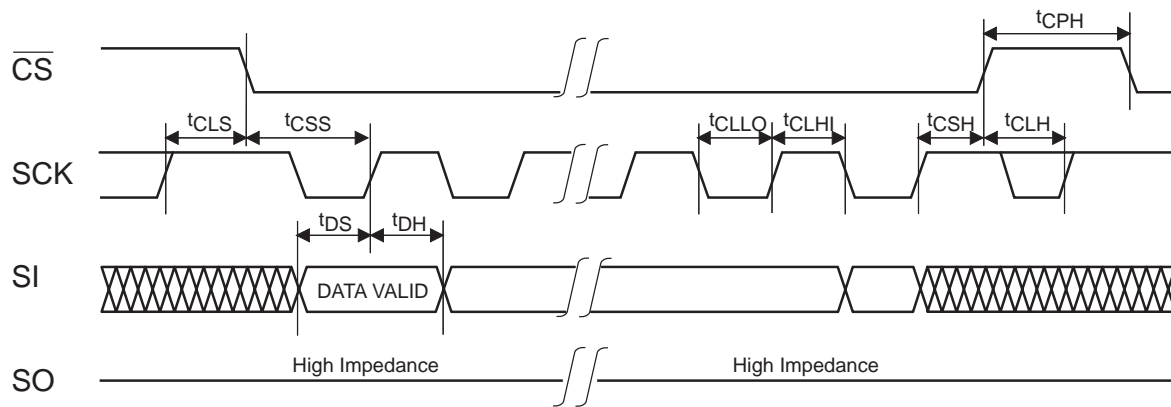 tCPH
CS
tCLS tCSS tCLLO tCLHI tCSH tCLH
SCK
tDS tDH
SI DATA VALID
High Impedance High Impedance
SO